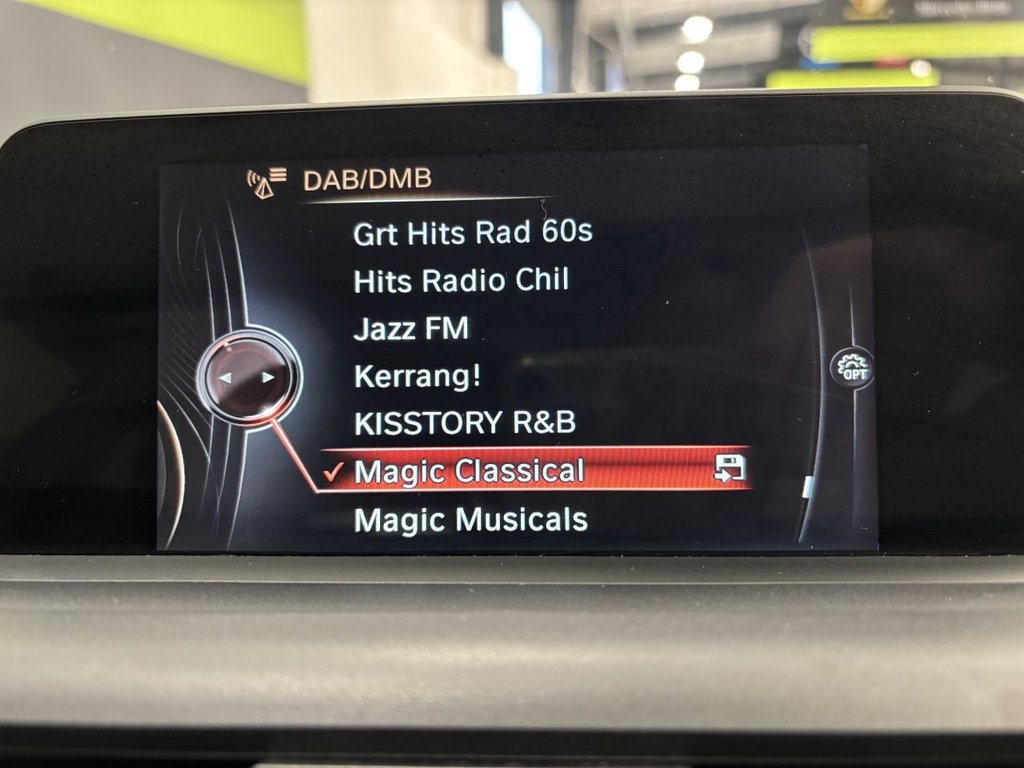 DAB/DMB
Grt Hits Rad 60s
Hits Radio Chil
Jazz FM
Kerrang!
OPT
KISSTORY R&B
Magic Classical
Magic Musicals